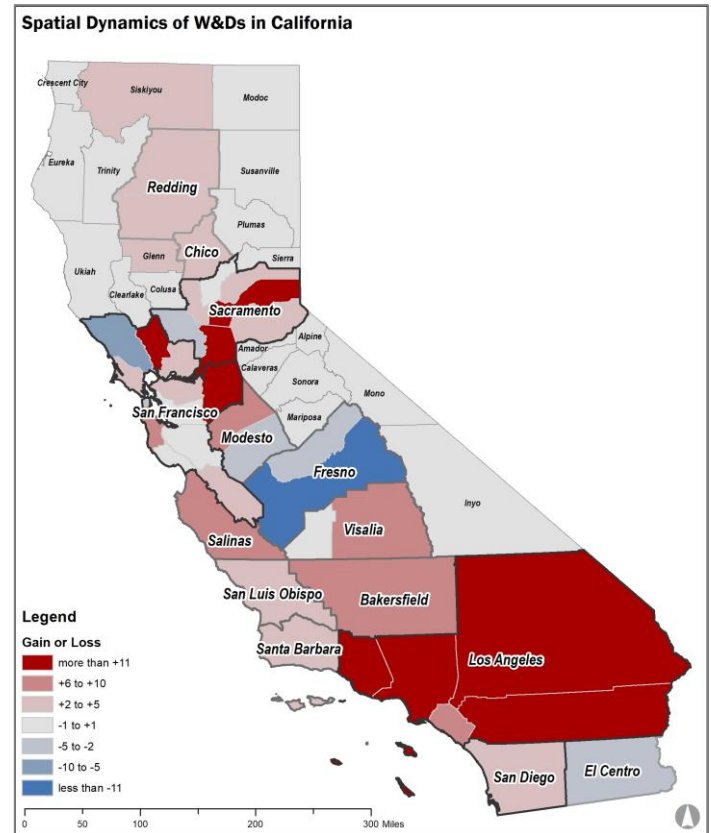 Spatial Dynamics of W&Ds in California
Crescent City
Siskiyou
Modoc
Eureka
Trinity
Redding
Susanville
Plumas
Glenn
Chico
Sierra
Ukiah
Clearlake
Colusa
Sacramento
Alpine
Amador
Calaveras
Sonora
Mono
San Francisco
Mariposa
Modesto
Fresno
Inyo
Visalia
Salinas
San Luis Obispo
Bakersfield
Santa Barbara
Los Angeles
San Diego
El Centro
Legend
Gain or Loss
more than +11
+6 to +10
+2 to +5
-1 to +1
-5 to -2
-10 to -5
less than -11
0 50 100 200 300 Miles